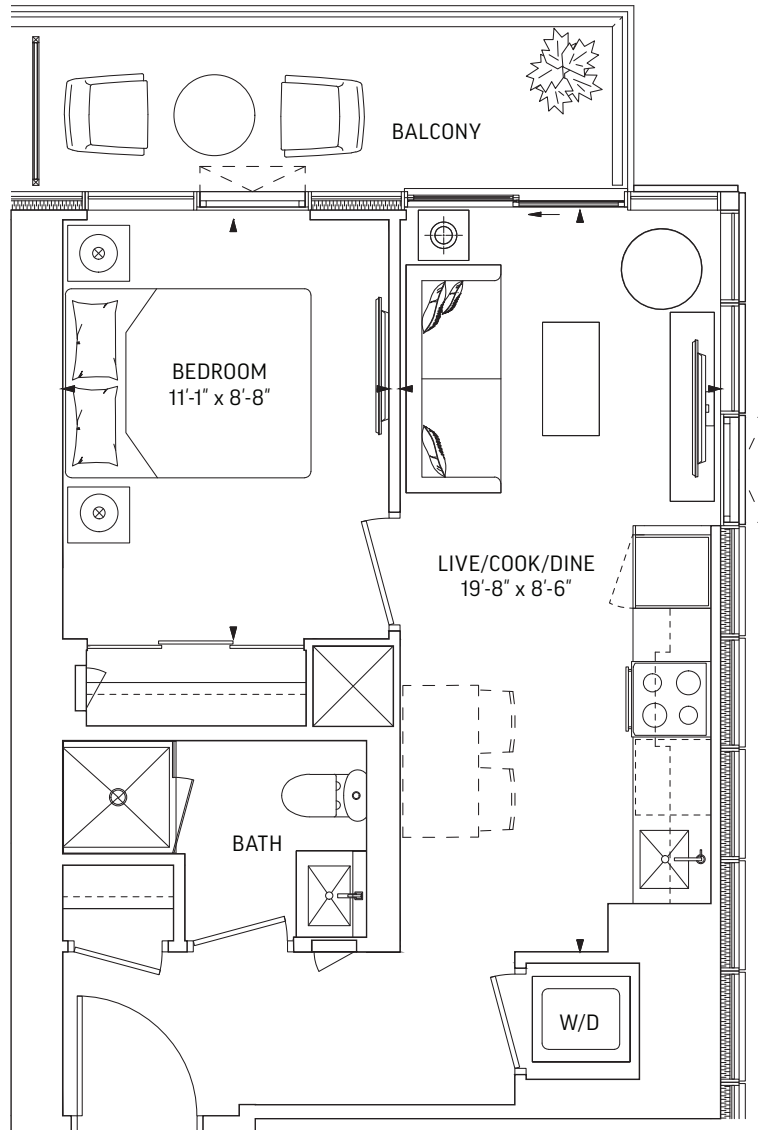 BALCONY
BEDROOM
11'-1" x 8'-8"
LIVE/COOK/DINE
19'-8" x 8'-6"
BATH
W/D